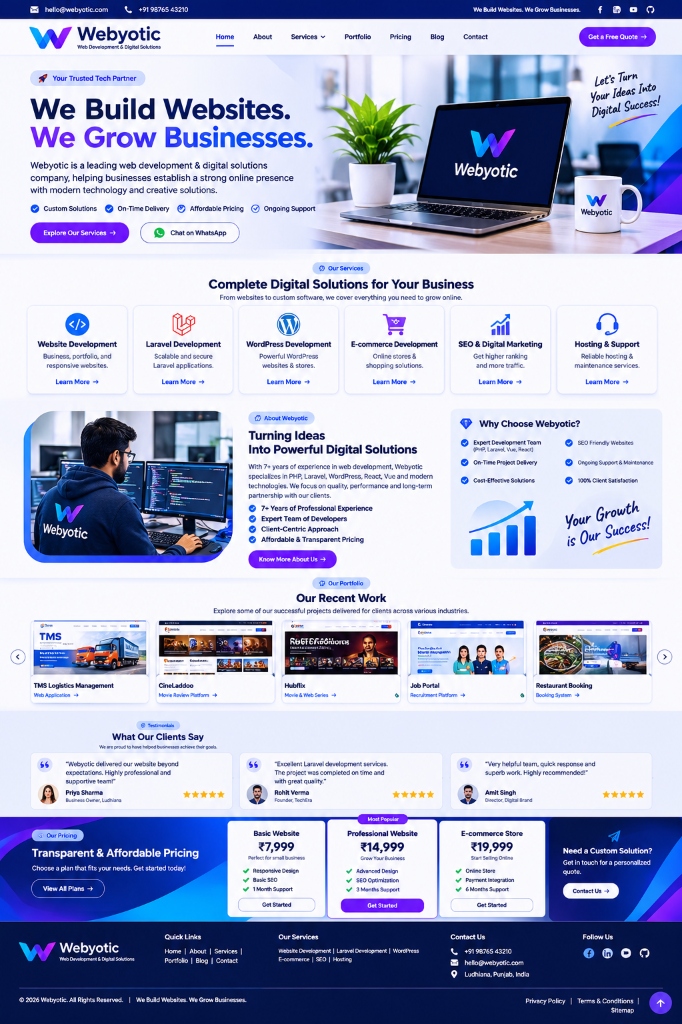 hello@webyotic.com
+91 98765 43210
We Build Websites. We Grow Businesses.
Webyotic
Web Development & Digital Solutions
Home
About
Services
Portfolio
Pricing
Blog
Contact
Get a Free Quote →
Your Trusted Tech Partner
We Build Websites.
We Grow Businesses.
Webyotic is a leading web development & digital solutions
company, helping businesses establish a strong online presence
with modern technology and creative solutions.
Custom Solutions
On-Time Delivery
Affordable Pricing
Ongoing Support
Explore Our Services →
Chat on WhatsApp
Let's Turn
Your Ideas Into
Digital Success!
Webyotic
Webyotic
Our Services
Complete Digital Solutions for Your Business
From websites to custom software, we cover everything you need to grow online.
Website Development
Business, portfolio, and
responsive websites.
Learn More →
Laravel Development
Scalable and secure
Laravel applications.
Learn More →
WordPress Development
Powerful WordPress
websites & stores.
Learn More →
E-commerce Development
Online stores &
shopping solutions.
Learn More →
SEO & Digital Marketing
Get higher ranking
and more traffic.
Learn More →
Hosting & Support
Reliable hosting &
maintenance services.
Learn More →
Webyotic
About Webyotic
Turning Ideas
Into Powerful Digital Solutions
With 7+ years of experience in web development, Webyotic
specializes in PHP, Laravel, WordPress, React, Vue and modern
technologies. We focus on quality, performance and long-term
partnership with our clients.
7+ Years of Professional Experience
Expert Team of Developers
Client-Centric Approach
Affordable & Transparent Pricing
Know More About Us →
Why Choose Webyotic?
Expert Development Team
(PHP, Laravel, Vue, React)
SEO Friendly Websites
On-Time Project Delivery
Ongoing Support & Maintenance
Cost-Effective Solutions
100% Client Satisfaction
Your Growth
is Our Success!
Our Portfolio
Our Recent Work
Explore some of our successful projects delivered for clients across various industries.
TMS
TMS Logistics Management
Web Application →
CineLaddoo
Movie Review Platform →
Hubflix
Movie & Web Series →
Job Portal
Recruitment Platform →
Restaurant Booking
Booking System →
Testimonials
What Our Clients Say
We are proud to have helped businesses achieve their goals.
"Webyotic delivered our website beyond
expectations. Highly professional and
supportive team!"
Priya Sharma
Business Owner, Ludhiana
"Excellent Laravel development services.
The project was completed on time and
with great quality."
Rohit Verma
Founder, TechEra
"Very helpful team, quick response and
superb work. Highly recommended!"
Amit Singh
Director, Digital Brand
Our Pricing
Transparent & Affordable Pricing
Choose a plan that fits your needs. Get started today!
View All Plans →
Basic Website
₹7,999
Perfect for small business
Responsive Design
Basic SEO
1 Month Support
Get Started
Most Popular
Professional Website
₹14,999
Grow Your Business
Advanced Design
SEO Optimization
3 Months Support
Get Started
E-commerce Store
₹19,999
Start Selling Online
Online Store
Payment Integration
6 Months Support
Get Started
Need a Custom Solution?
Get in touch for a personalized
quote.
Contact Us →
Webyotic
Web Development & Digital Solutions
Quick Links
Home | About | Services |
Portfolio | Blog | Contact
Our Services
Website Development | Laravel Development | WordPress
E-commerce | SEO | Hosting
Contact Us
+91 98765 43210
hello@webyotic.com
Ludhiana, Punjab, India
Follow Us
© 2026 Webyotic. All Rights Reserved. | We Build Websites. We Grow Businesses.
Privacy Policy | Terms & Conditions |
Sitemap